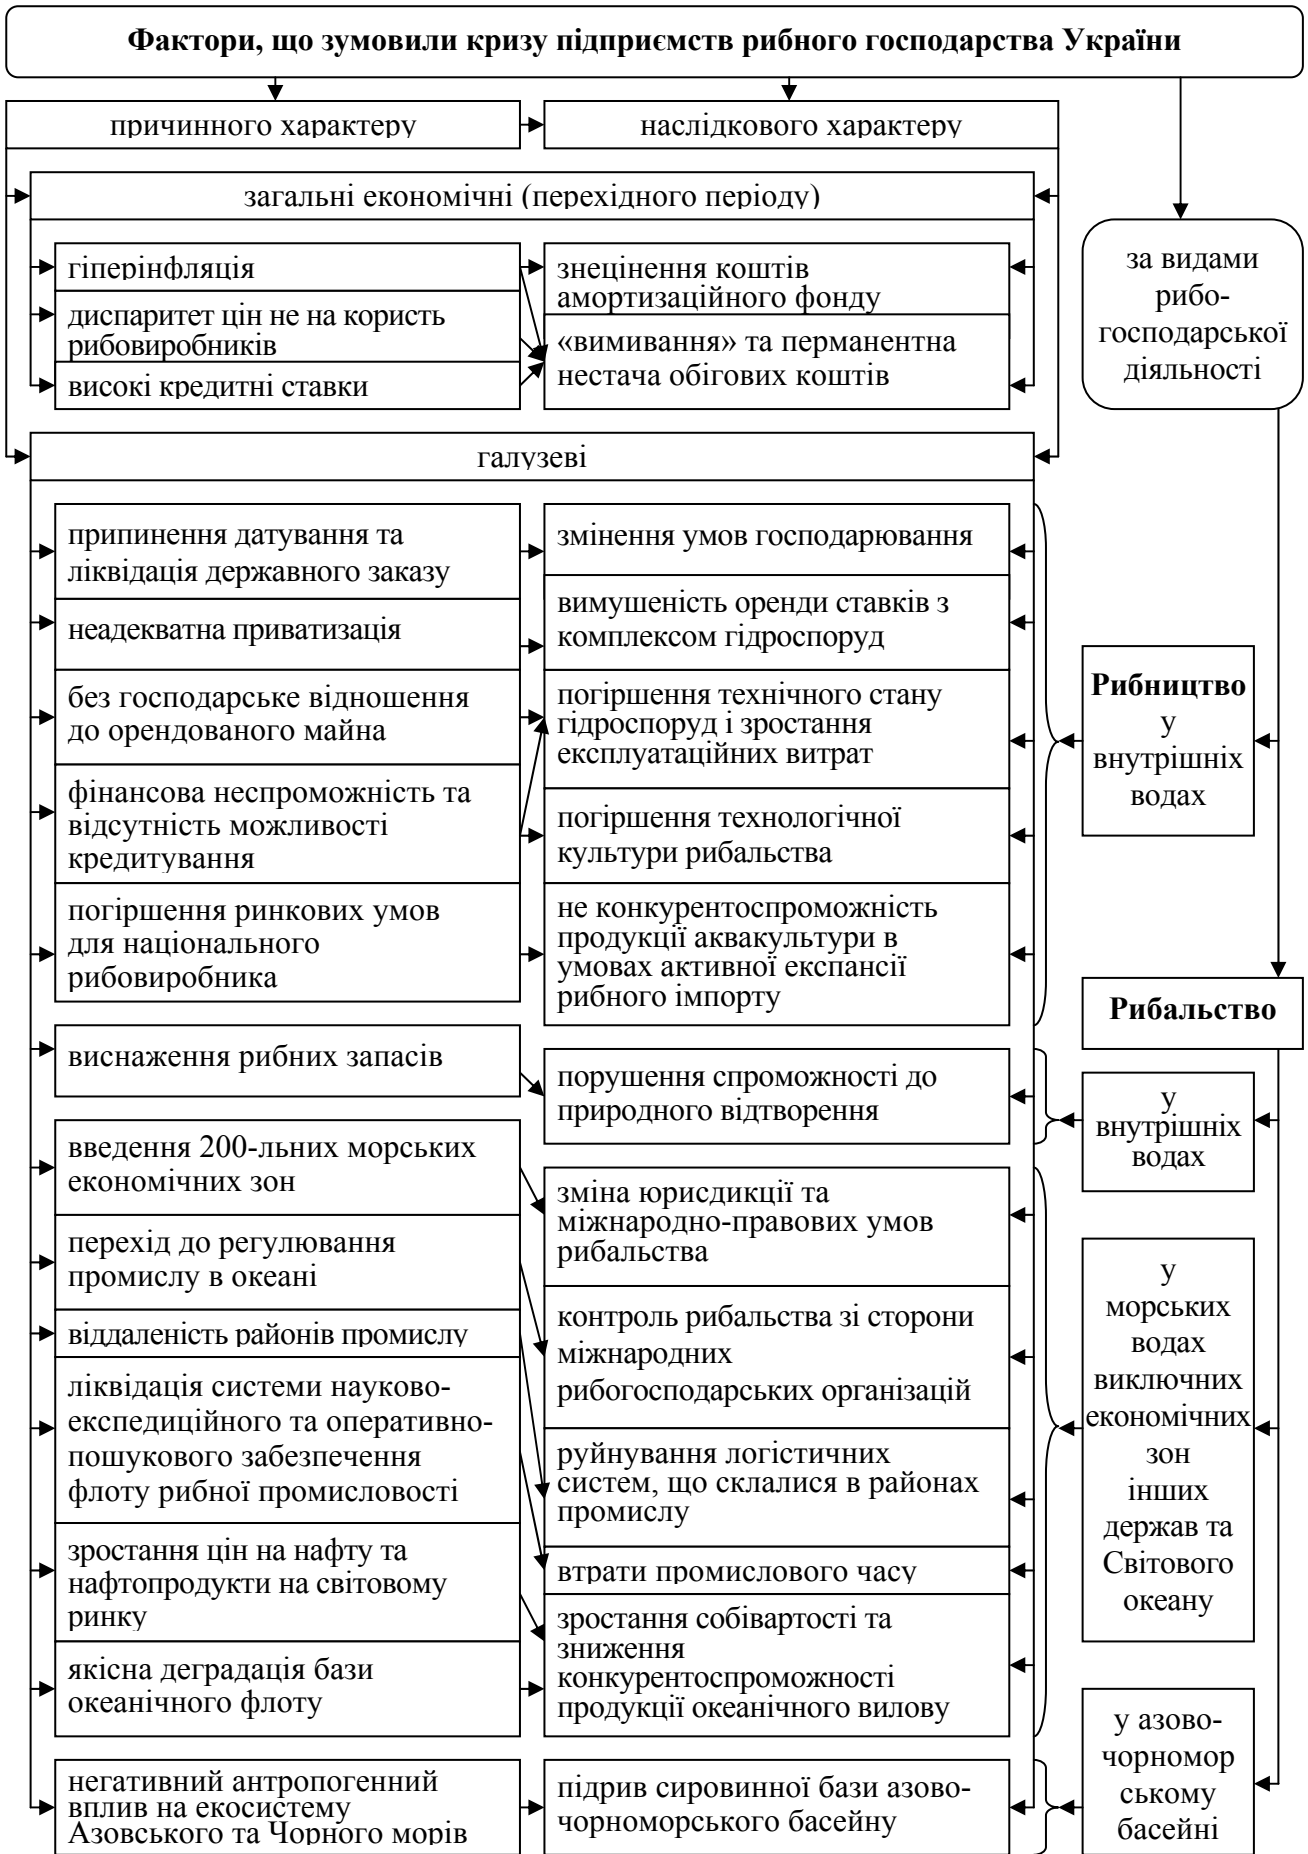 Фактори, що зумовили кризу підприємств рибного господарства України
причинного характеру
наслідкового характеру
загальні економічні (перехідного періоду)
гіперінфляція
диспаритет цін не на користь
рибовиробників
високі кредитні ставки
знецінення коштів
амортизаційного фонду
«вимивання» та перманентна
нестача обігових коштів
за видами
рибо-
господарської
діяльності
галузеві
припинення датування та
ліквідація державного заказу
неадекватна приватизація
без господарське відношення
до орендованого майна
фінансова неспроможність та
відсутність можливості
кредитування
погіршення ринкових умов
для національного
рибовиробника
змінення умов господарювання
вимушеність оренди ставків з
комплексом гідроспоруд
погіршення технічного стану
гідроспоруд і зростання
експлуатаційних витрат
погіршення технологічної
культури рибальства
не конкурентоспроможність
продукції аквакультури в
умовах активної експансії
рибного імпорту
Рибництво
у
внутрішніх
водах
Рибальство
виснаження рибних запасів
порушення спроможності до
природного відтворення
у
внутрішніх
водах
введення 200-льних морських
економічних зон
перехід до регулювання
промислу в океані
віддаленість районів промислу
ліквідація системи науково-
експедиційного та оперативно-
пошукового забезпечення
флоту рибної промисловості
зростання цін на нафту та
нафтопродукти на світовому
ринку
якісна деградація бази
океанічного флоту
зміна юрисдикції та
міжнародно-правових умов
рибальства
контроль рибальства зі сторони
міжнародних
рибогосподарських організацій
руйнування логістичних
систем, що склалися в районах
промислу
втрати промислового часу
зростання собівартості та
зниження
конкурентоспроможності
продукції океанічного вилову
у
морських
водах
виключних
економічних
зон
інших
держав та
Світового
океану
негативний антропогенний
вплив на екосистему
Азовського та Чорного морів
підрив сировинної бази азово-
чорноморського басейну
у азово-
чорномор
ському
басейні